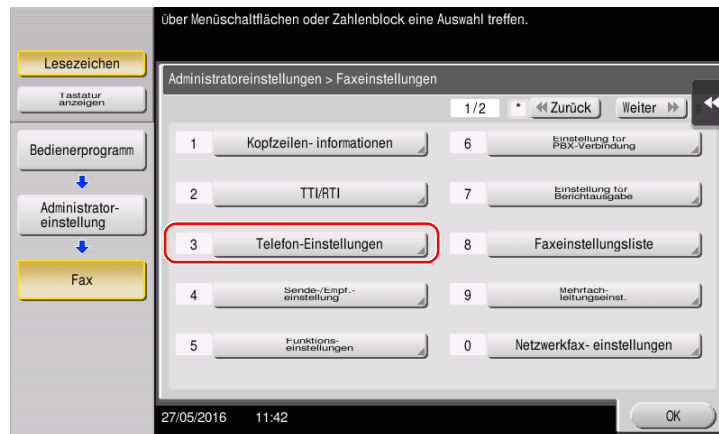 über Menüschaltflächen oder Zahlenblock eine Auswahl treffen.
Lesezeichen
Tastatur
anzeigen
Bedienerprogramm
Administrator-
einstellung
Fax
Administratoreinstellungen > Faxeinstellungen
1/2 * Zurück Weiter
1 Kopfzeilen- informationen
2 TTI/RTI
3 Telefon-Einstellungen
4 Sende-/Empf.-
einstellung
5 Funktions-
einstellungen
6 Einstellung für
PBX-Verbindung
7 Einstellung für
Berichtausgabe
8 Faxeinstellungsliste
9 Mehrfach-
leitungseinst.
0 Netzwerkfax- einstellungen
27/05/2016 11:42
OK